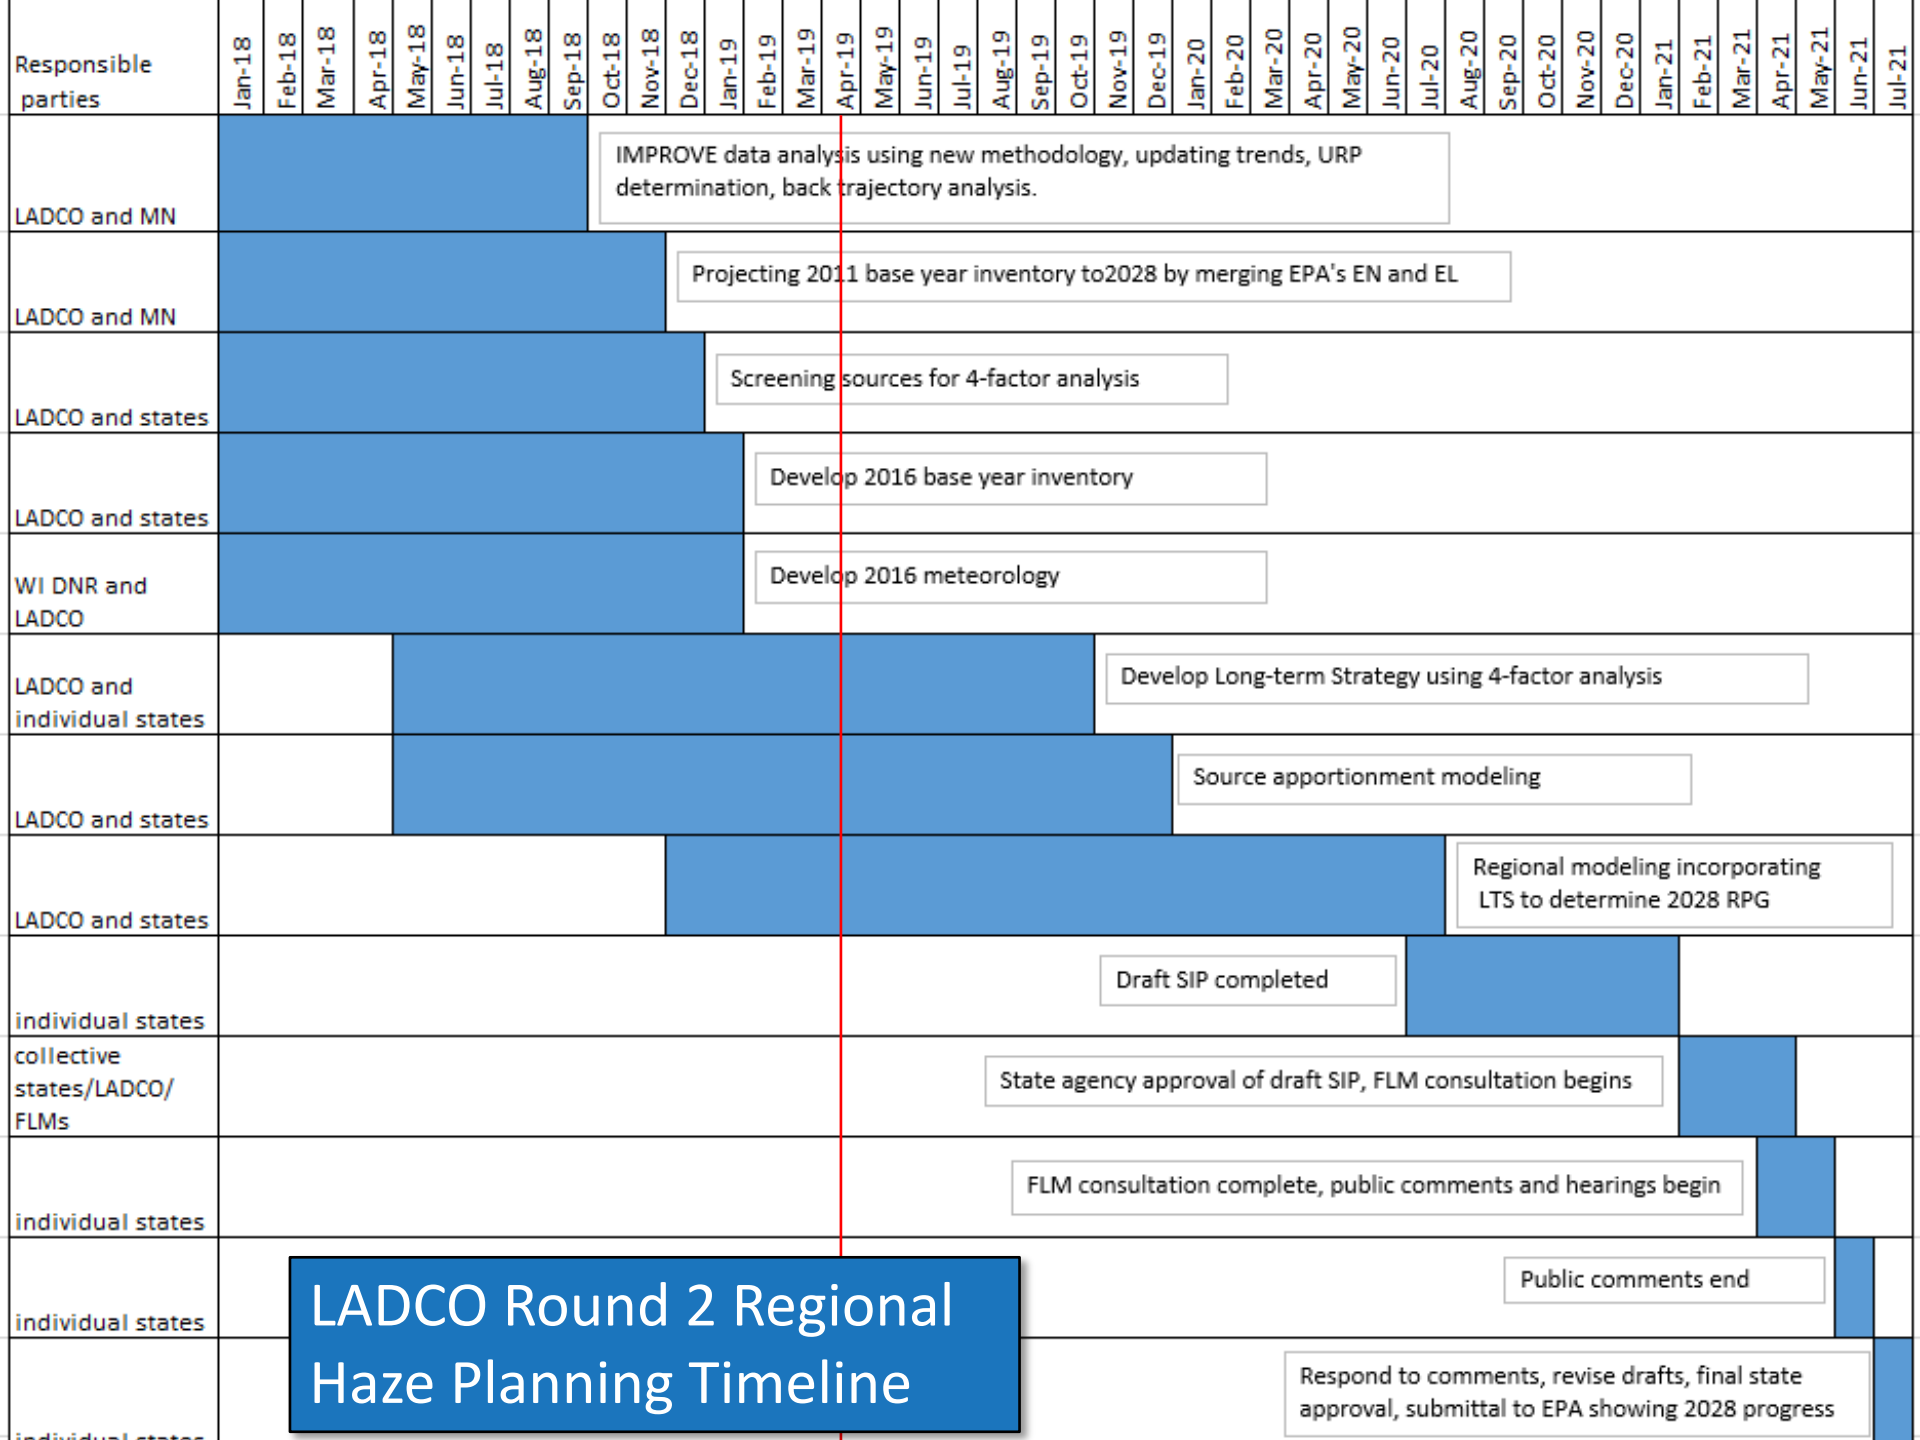 Responsible
parties
Jan-18
Feb-18
Mar-18
Apr-18
May-18
Jun-18
Jul-18
Aug-18
Sep-18
Oct-18
Nov-18
Dec-18
Jan-19
Feb-19
Mar-19
Apr-19
May-19
Jun-19
Jul-19
Aug-19
Sep-19
Oct-19
Nov-19
Dec-19
Jan-20
Feb-20
Mar-20
Apr-20
May-20
Jun-20
Jul-20
Aug-20
Sep-20
Oct-20
Nov-20
Dec-20
Jan-21
Feb-21
Mar-21
Apr-21
May-21
Jun-21
Jul-21
LADCO and MN
IMPROVE data analysis using new methodology, updating trends, URP
determination, back trajectory analysis.
LADCO and MN
Projecting 2011 base year inventory to2028 by merging EPA's EN and EL
LADCO and states
Screening sources for 4-factor analysis
LADCO and states
Develop 2016 base year inventory
WI DNR and
LADCO
Develop 2016 meteorology
LADCO and
individual states
Develop Long-term Strategy using 4-factor analysis
LADCO and states
Source apportionment modeling
LADCO and states
Regional modeling incorporating
LTS to determine 2028 RPG
individual states
Draft SIP completed
collective
states/LADCO/
FLMs
State agency approval of draft SIP, FLM consultation begins
individual states
FLM consultation complete, public comments and hearings begin
individual states
Public comments end
individual states
Respond to comments, revise drafts, final state
approval, submittal to EPA showing 2028 progress
LADCO Round 2 Regional
Haze Planning Timeline